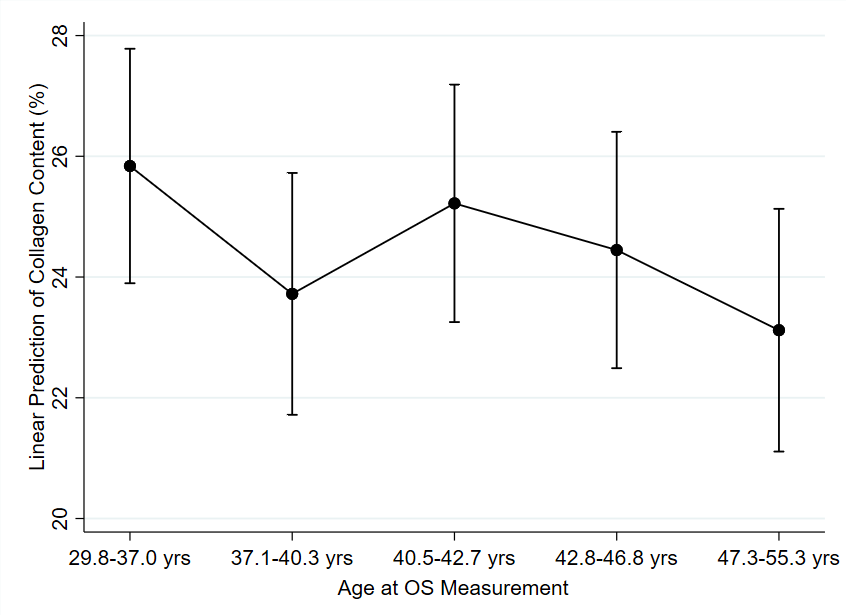 Linear Prediction of Collagen Content (%)
28
26
24
22
20
29.8-37.0 yrs 37.1-40.3 yrs 40.5-42.7 yrs 42.8-46.8 yrs 47.3-55.3 yrs
Age at OS Measurement